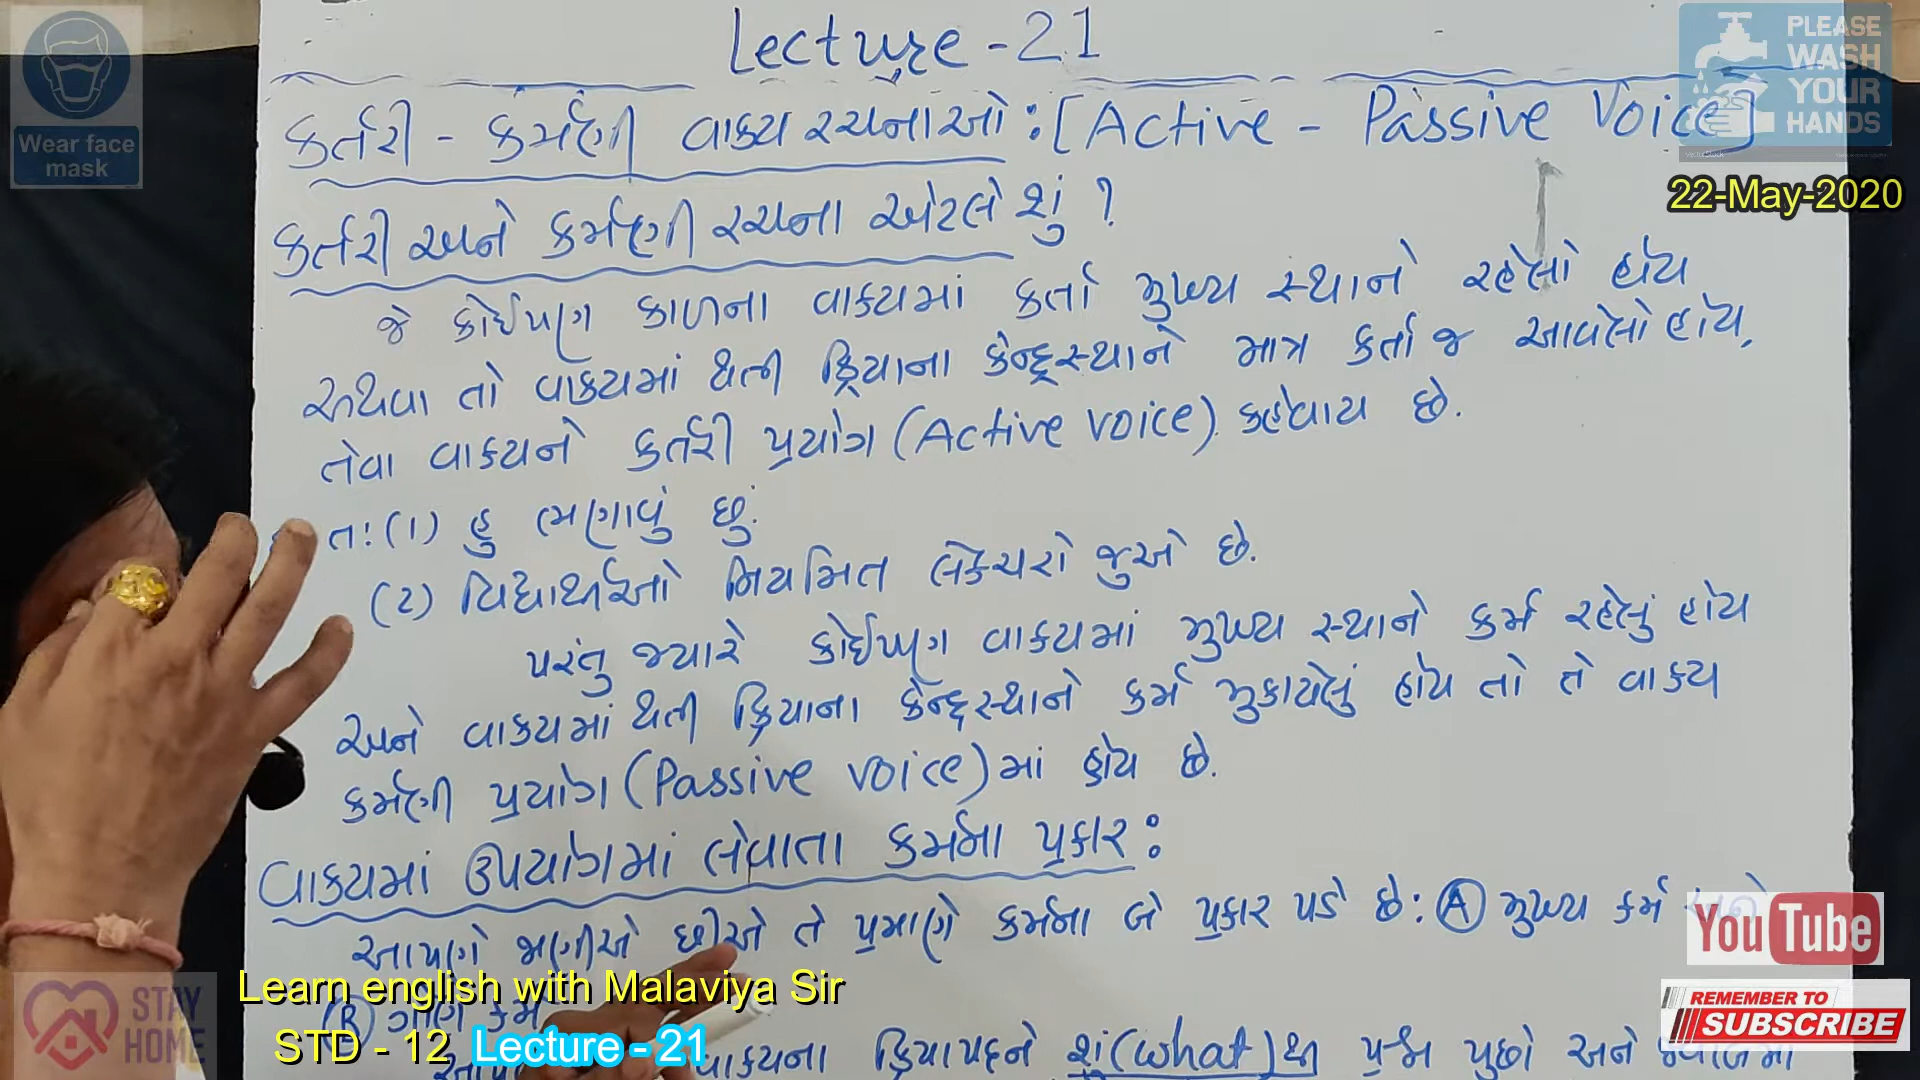 Lecture - 21
કર્તરી - કર્મણી વાક્ય રચનાઓ : [Active - Passive Voice]
કર્તરી અને કર્મણી રચના એટલે શું ?
જે કોઈપણ કાળના વાક્યમાં કર્તા મુખ્ય સ્થાને રહેલો હોય
અથવા તો વાક્યમાં થતી ક્રિયાના કેન્દ્રસ્થાને માત્ર કર્તા જ આવેલો હોય,
તેવા વાક્યને કર્તરી પ્રયોગ (Active voice) કહેવાય છે.
ત: (1) હુ ભણાવું છું.
(2) વિદ્યાર્થીઓ નિયમિત લેક્ચરો જુએ છે.
પરંતુ જ્યારે કોઈપણ વાક્યમાં મુખ્ય સ્થાને કર્મ રહેલું હોય
અને વાક્યમાં થતી ક્રિયાના કેન્દ્રસ્થાને કર્મ મુકાયેલું હોય તો તે વાક્ય
કર્મણી પ્રયોગ (Passive voice) માં હોય છે.
વાક્યમાં ઉપયોગમાં લેવાતા કર્મના પ્રકાર :
આપણે જાણીએ છીએ તે પ્રમાણે કર્મના બે પ્રકાર પડે છે : (A) મુખ્ય કર્મ
(B) ગૌણ કર્મ
વાક્યના ક્રિયાપદને શું (what) થી પ્રશ્ન પુછો અને
Wear face
mask
PLEASE
WASH
YOUR
HANDS
22-May-2020
STAY
HOME
Learn english with Malaviya Sir
STD - 12 Lecture - 21
YouTube
REMEMBER TO
SUBSCRIBE